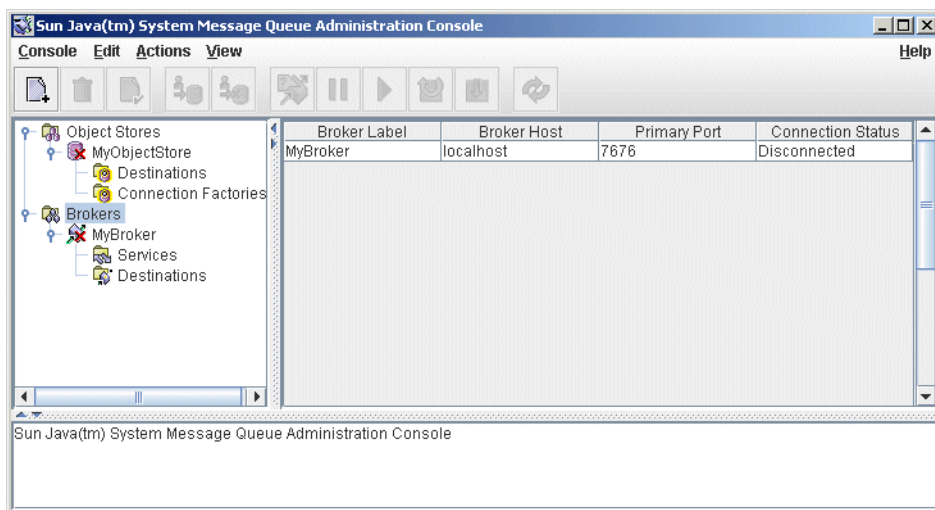 Sun Java(tm) System Message Queue Administration Console
Console Edit Actions View Help
Object Stores
MyObjectStore
Destinations
Connection Factories
Brokers
MyBroker
Services
Destinations
Broker Label Broker Host Primary Port Connection Status
MyBroker localhost 7676 Disconnected
Sun Java(tm) System Message Queue Administration Console